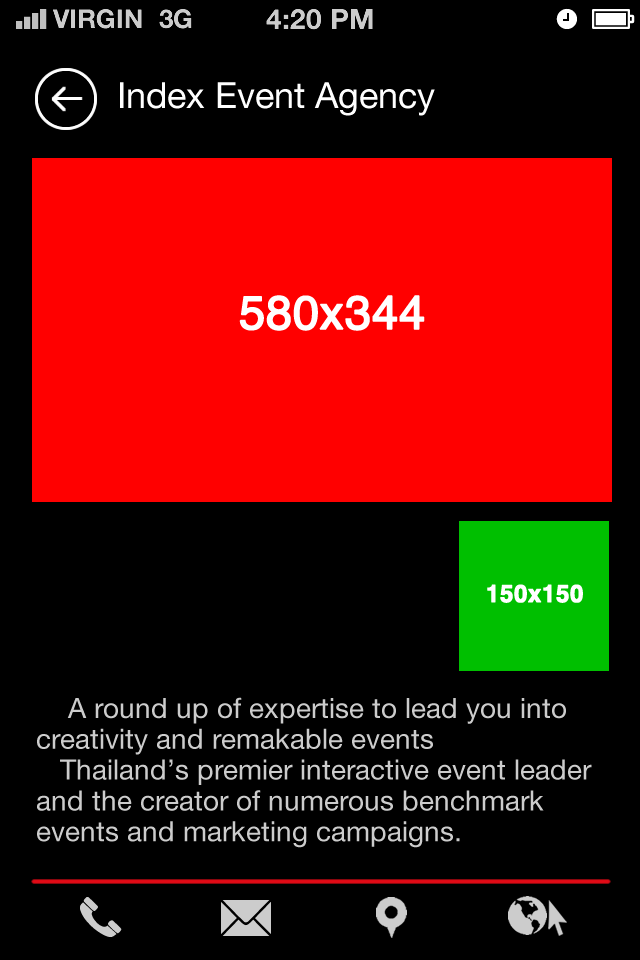 VIRGIN 3G 4:20 PM
Index Event Agency
580x344
150x150
A round up of expertise to lead you into
creativity and remakable events
Thailand’s premier interactive event leader
and the creator of numerous benchmark
events and marketing campaigns.